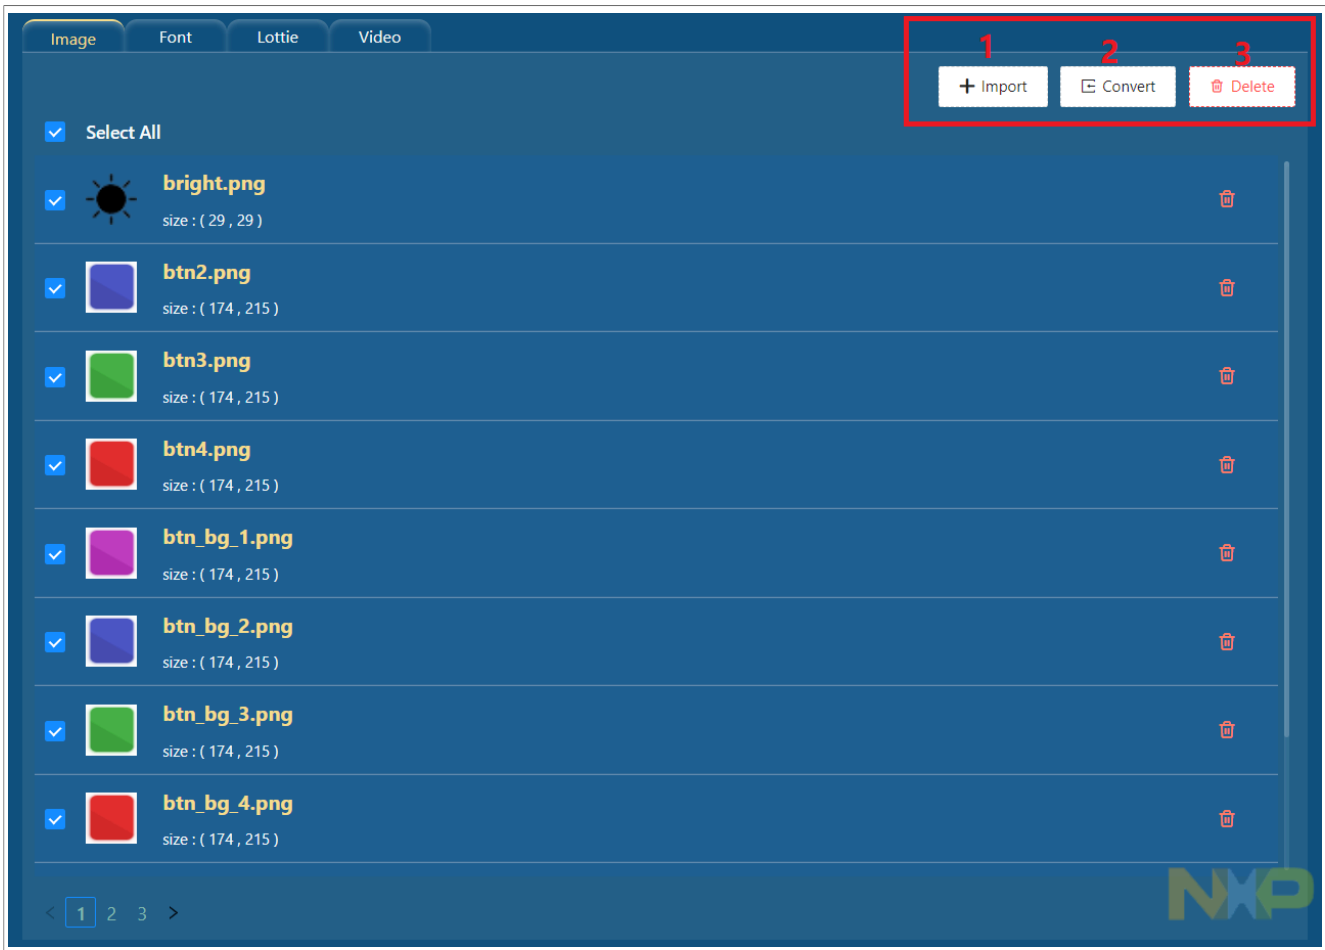 Image Font Lottie Video
1 2 3
Import Convert Delete
Select All
bright.png
size : ( 29 , 29 )
btn2.png
size : ( 174 , 215 )
btn3.png
size : ( 174 , 215 )
btn4.png
size : ( 174 , 215 )
btn_bg_1.png
size : ( 174 , 215 )
btn_bg_2.png
size : ( 174 , 215 )
btn_bg_3.png
size : ( 174 , 215 )
btn_bg_4.png
size : ( 174 , 215 )
< 1 2 3 >
NXP